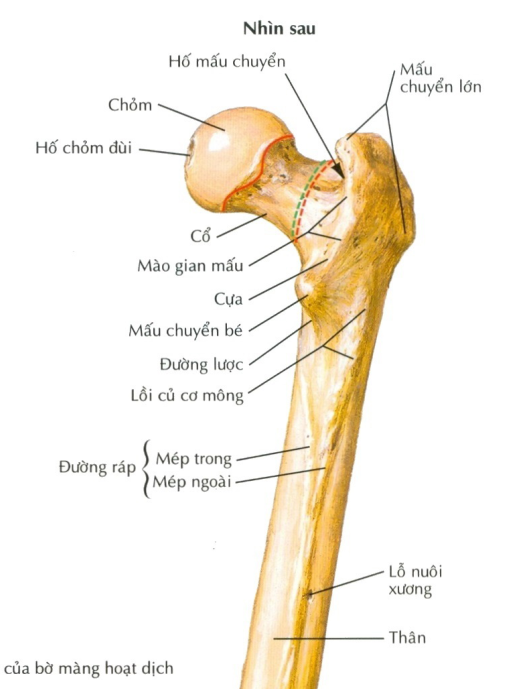 Nhìn sau
Hố mấu chuyển
Mấu
chuyển lớn
Chỏm
Hố chỏm đùi
Cổ
Mào gian mấu
Cựa
Mấu chuyển bé
Đường lược
Lồi củ cơ mông
Đường ráp
Mép trong
Mép ngoài
Lỗ nuôi
xương
Thân
của bờ màng hoạt dịch